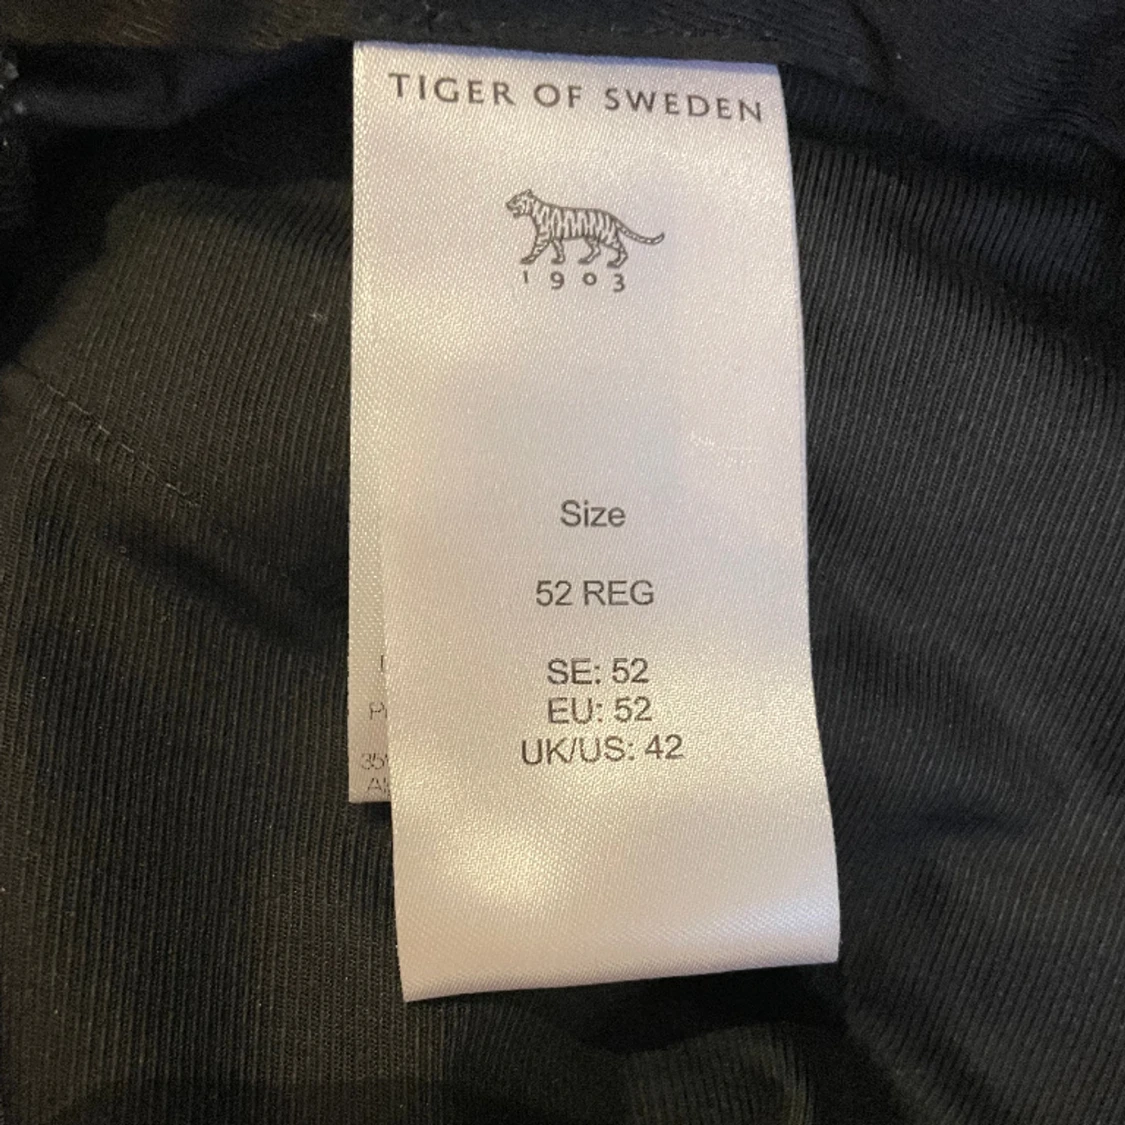 TIGER OF SWEDEN
1903
Size
52 REG
SE: 52
EU: 52
UK/US: 42